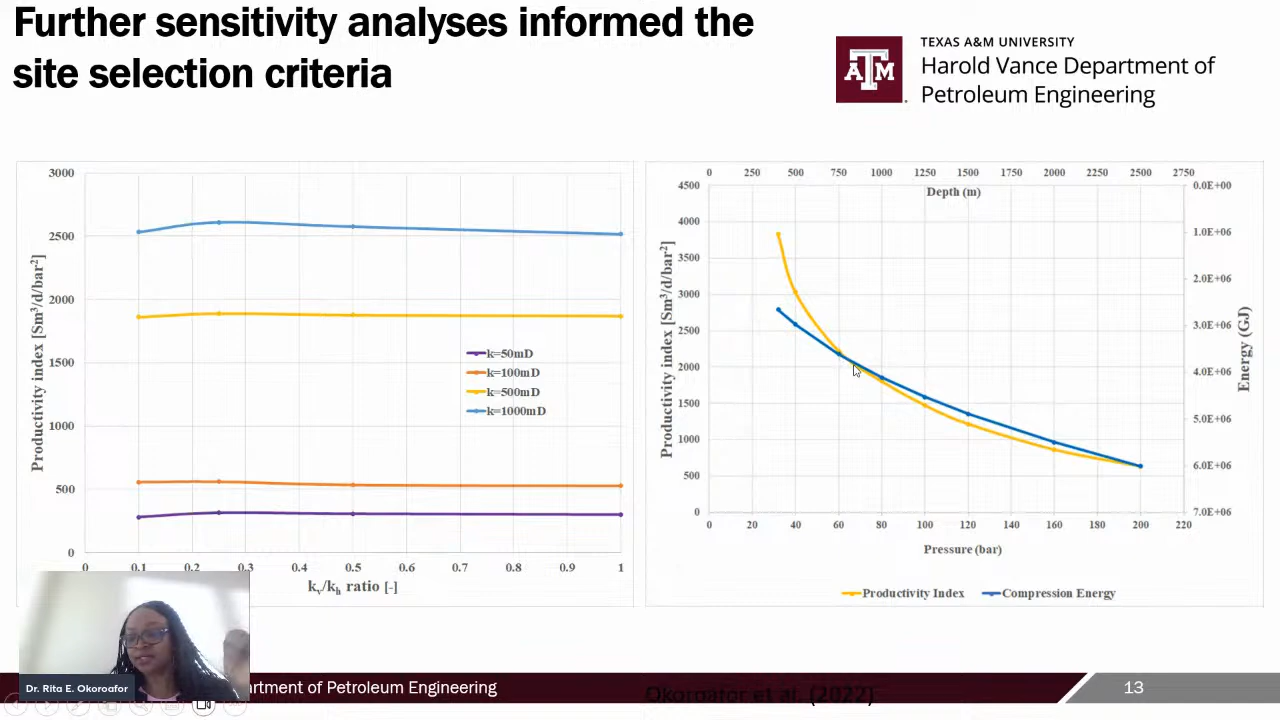 Further sensitivity analyses informed the
site selection criteria
TEXAS A&M UNIVERSITY
Harold Vance Department of
Petroleum Engineering
ATM
3000
2500
2000
1500
1000
500
0
Productivity index [Sm³/d/bar²]
k=50mD
k=100mD
k=500mD
k=1000mD
0 0.1 0.2 0.3 0.4 0.5 0.6 0.7 0.8 0.9 1
kv/kh ratio [-]
0 250 500 750 1000 1250 1500 1750 2000 2250 2500 2750
Depth (m)
4500
4000
3500
3000
2500
2000
1500
1000
500
0
Productivity index [Sm³/d/bar²]
0.0E+00
1.0E+06
2.0E+06
3.0E+06
4.0E+06
5.0E+06
6.0E+06
7.0E+06
Energy (GJ)
0 20 40 60 80 100 120 140 160 180 200 220
Pressure (bar)
Productivity Index Compression Energy
Dr. Rita E. Okoroafor
artment of Petroleum Engineering
Okoroafor et al. (2022)
13